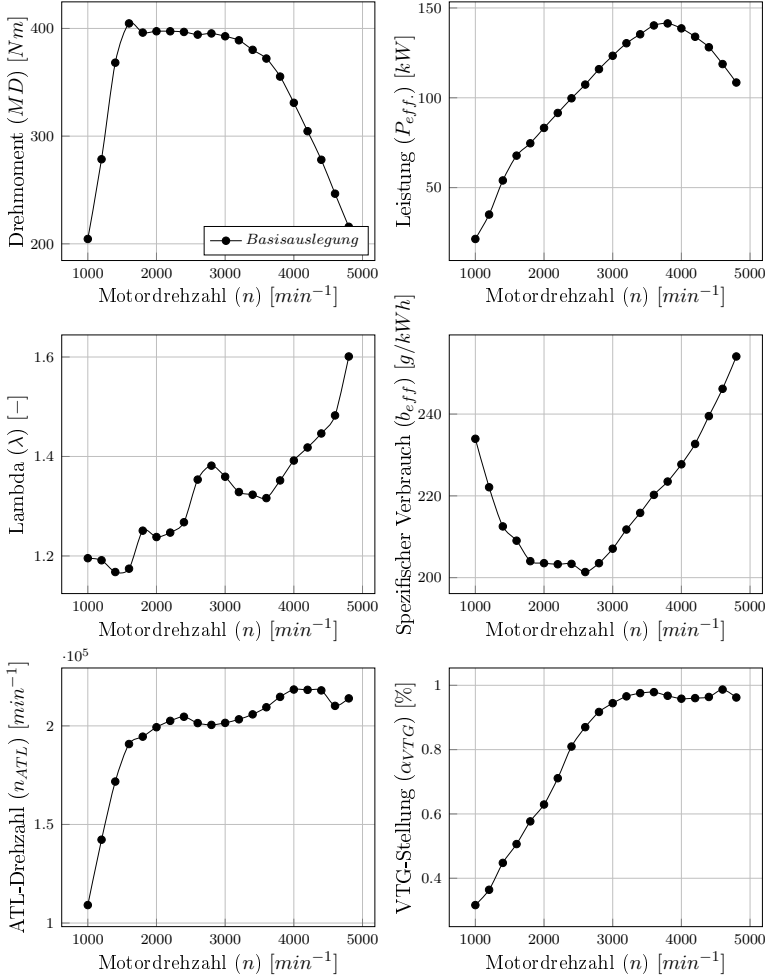 Drehmoment (MD) [Nm]
400
300
200
1000 2000 3000 4000 5000
Motordrehzahl (n) [min⁻¹]
Basisauslegung
Leistung (P_eff.) [kW]
150
100
50
1000 2000 3000 4000 5000
Motordrehzahl (n) [min⁻¹]
Lambda (λ) [−]
1.6
1.4
1.2
1000 2000 3000 4000 5000
Motordrehzahl (n) [min⁻¹]
Spezifischer Verbrauch (b_eff) [g/kWh]
240
220
200
1000 2000 3000 4000 5000
Motordrehzahl (n) [min⁻¹]
ATL-Drehzahl (n_ATL) [min⁻¹]
·10⁵
2
1.5
1
1000 2000 3000 4000 5000
Motordrehzahl (n) [min⁻¹]
VTG-Stellung (α_VTG) [%]
1
0.8
0.6
0.4
1000 2000 3000 4000 5000
Motordrehzahl (n) [min⁻¹]